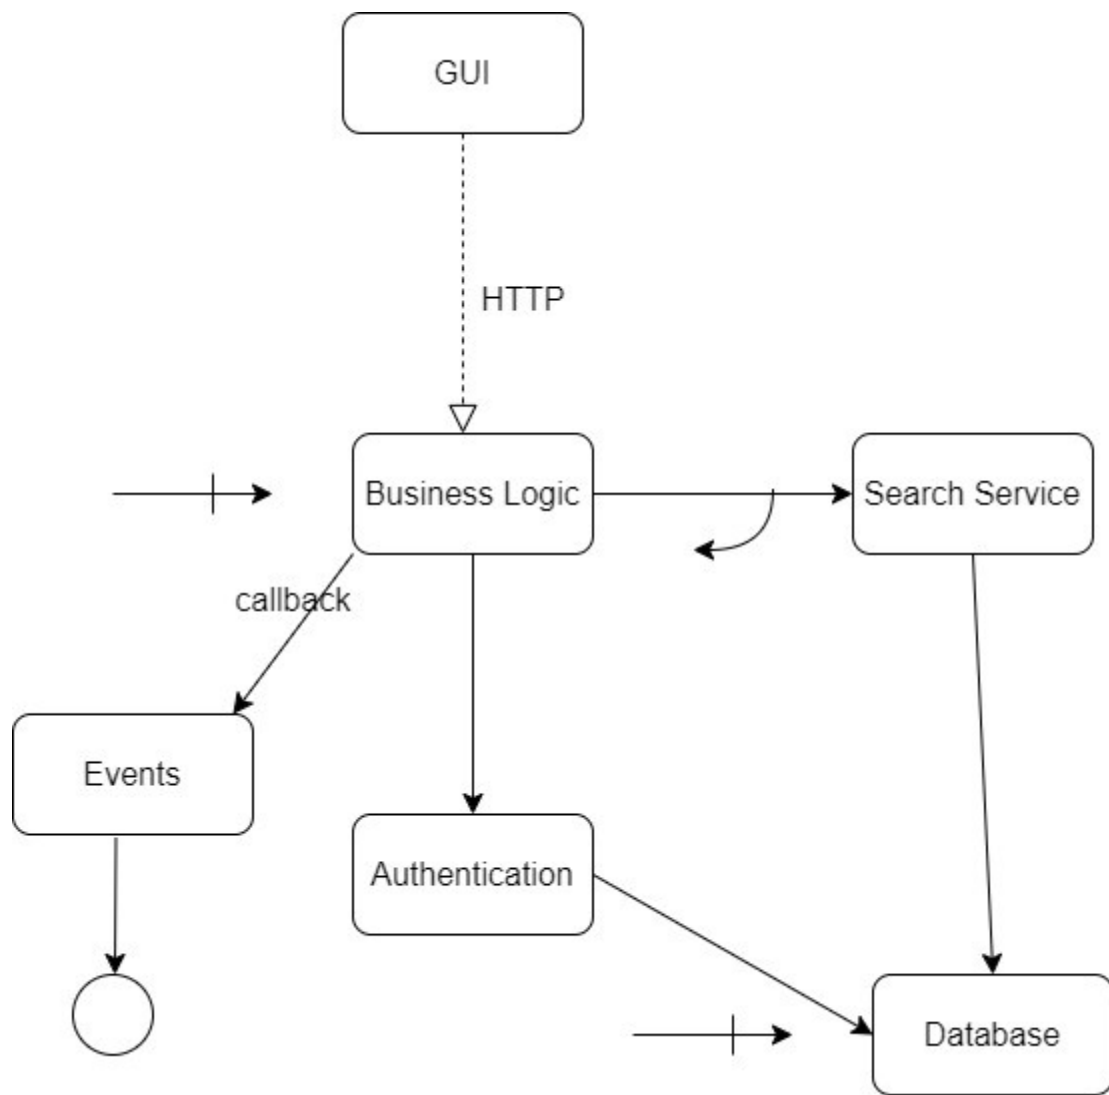 GUI
HTTP
Business Logic
Search Service
callback
Events
Authentication
Database